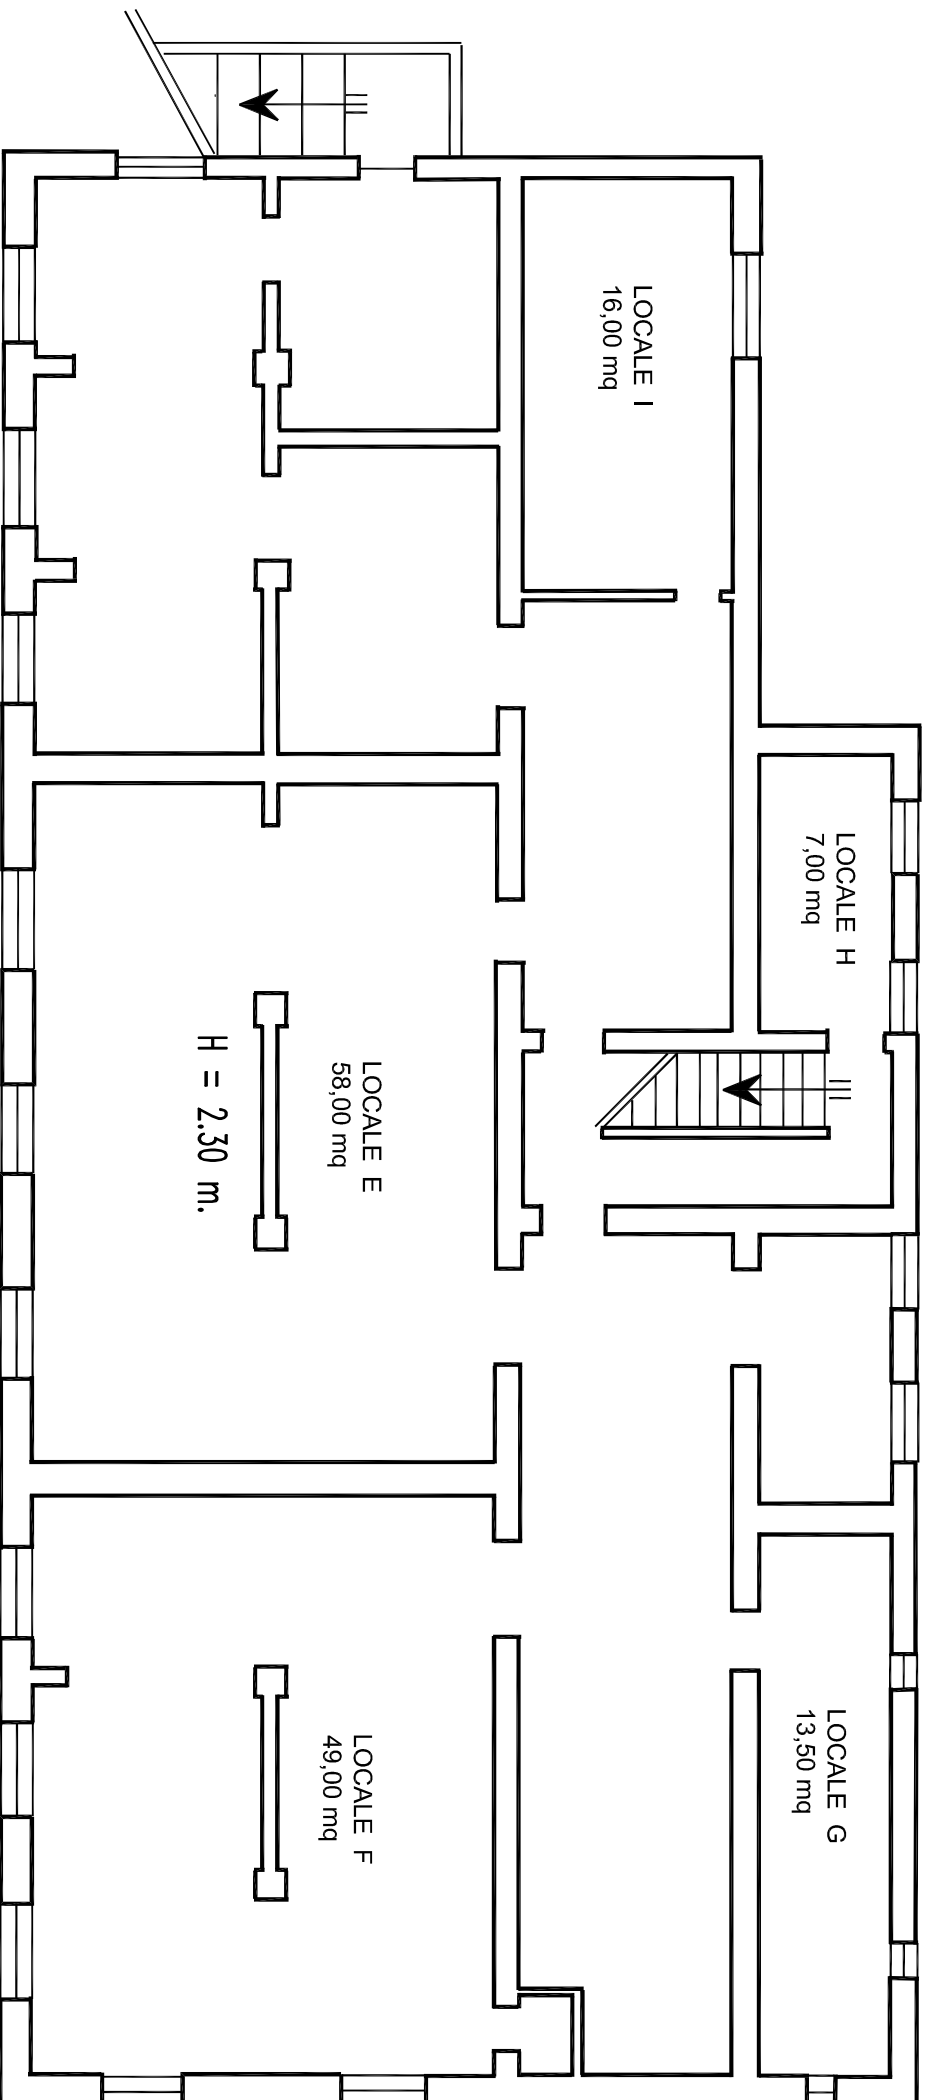 LOCALE I
16,00 mq
LOCALE H
7,00 mq
LOCALE E
58,00 mq
H = 2.30 m.
LOCALE G
13,50 mq
LOCALE F
49,00 mq